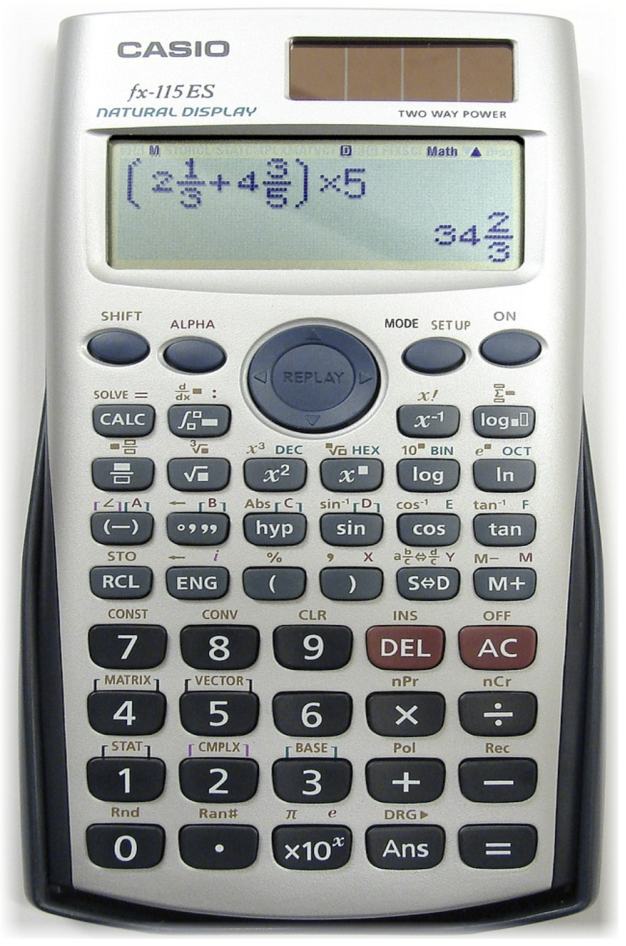 CASIO
fx-115ES
NATURAL DISPLAY
TWO WAY POWER
M D Math ▲
(2 1/3 + 4 3/5) ×5
34 2/3
SHIFT ALPHA MODE SETUP ON
REPLAY
SOLVE = d/dx■ : x! Σ■
CALC ∫■ x⁻¹ log■□
■■/□ ³√■ x³ DEC ■√□ HEX 10■ BIN e■ OCT
■/□ √■ x² x■ log ln
∠ A ← B Abs C sin⁻¹ D cos⁻¹ E tan⁻¹ F
(−) °,,, hyp sin cos tan
STO ← i % , X a b/c⇔d/c Y M− M
RCL ENG ( ) S⇔D M+
CONST CONV CLR INS OFF
7 8 9 DEL AC
MATRIX VECTOR nPr nCr
4 5 6 × ÷
STAT CMPLX BASE Pol Rec
1 2 3 + −
Rnd Ran# π e DRG▶
0 • ×10ˣ Ans =